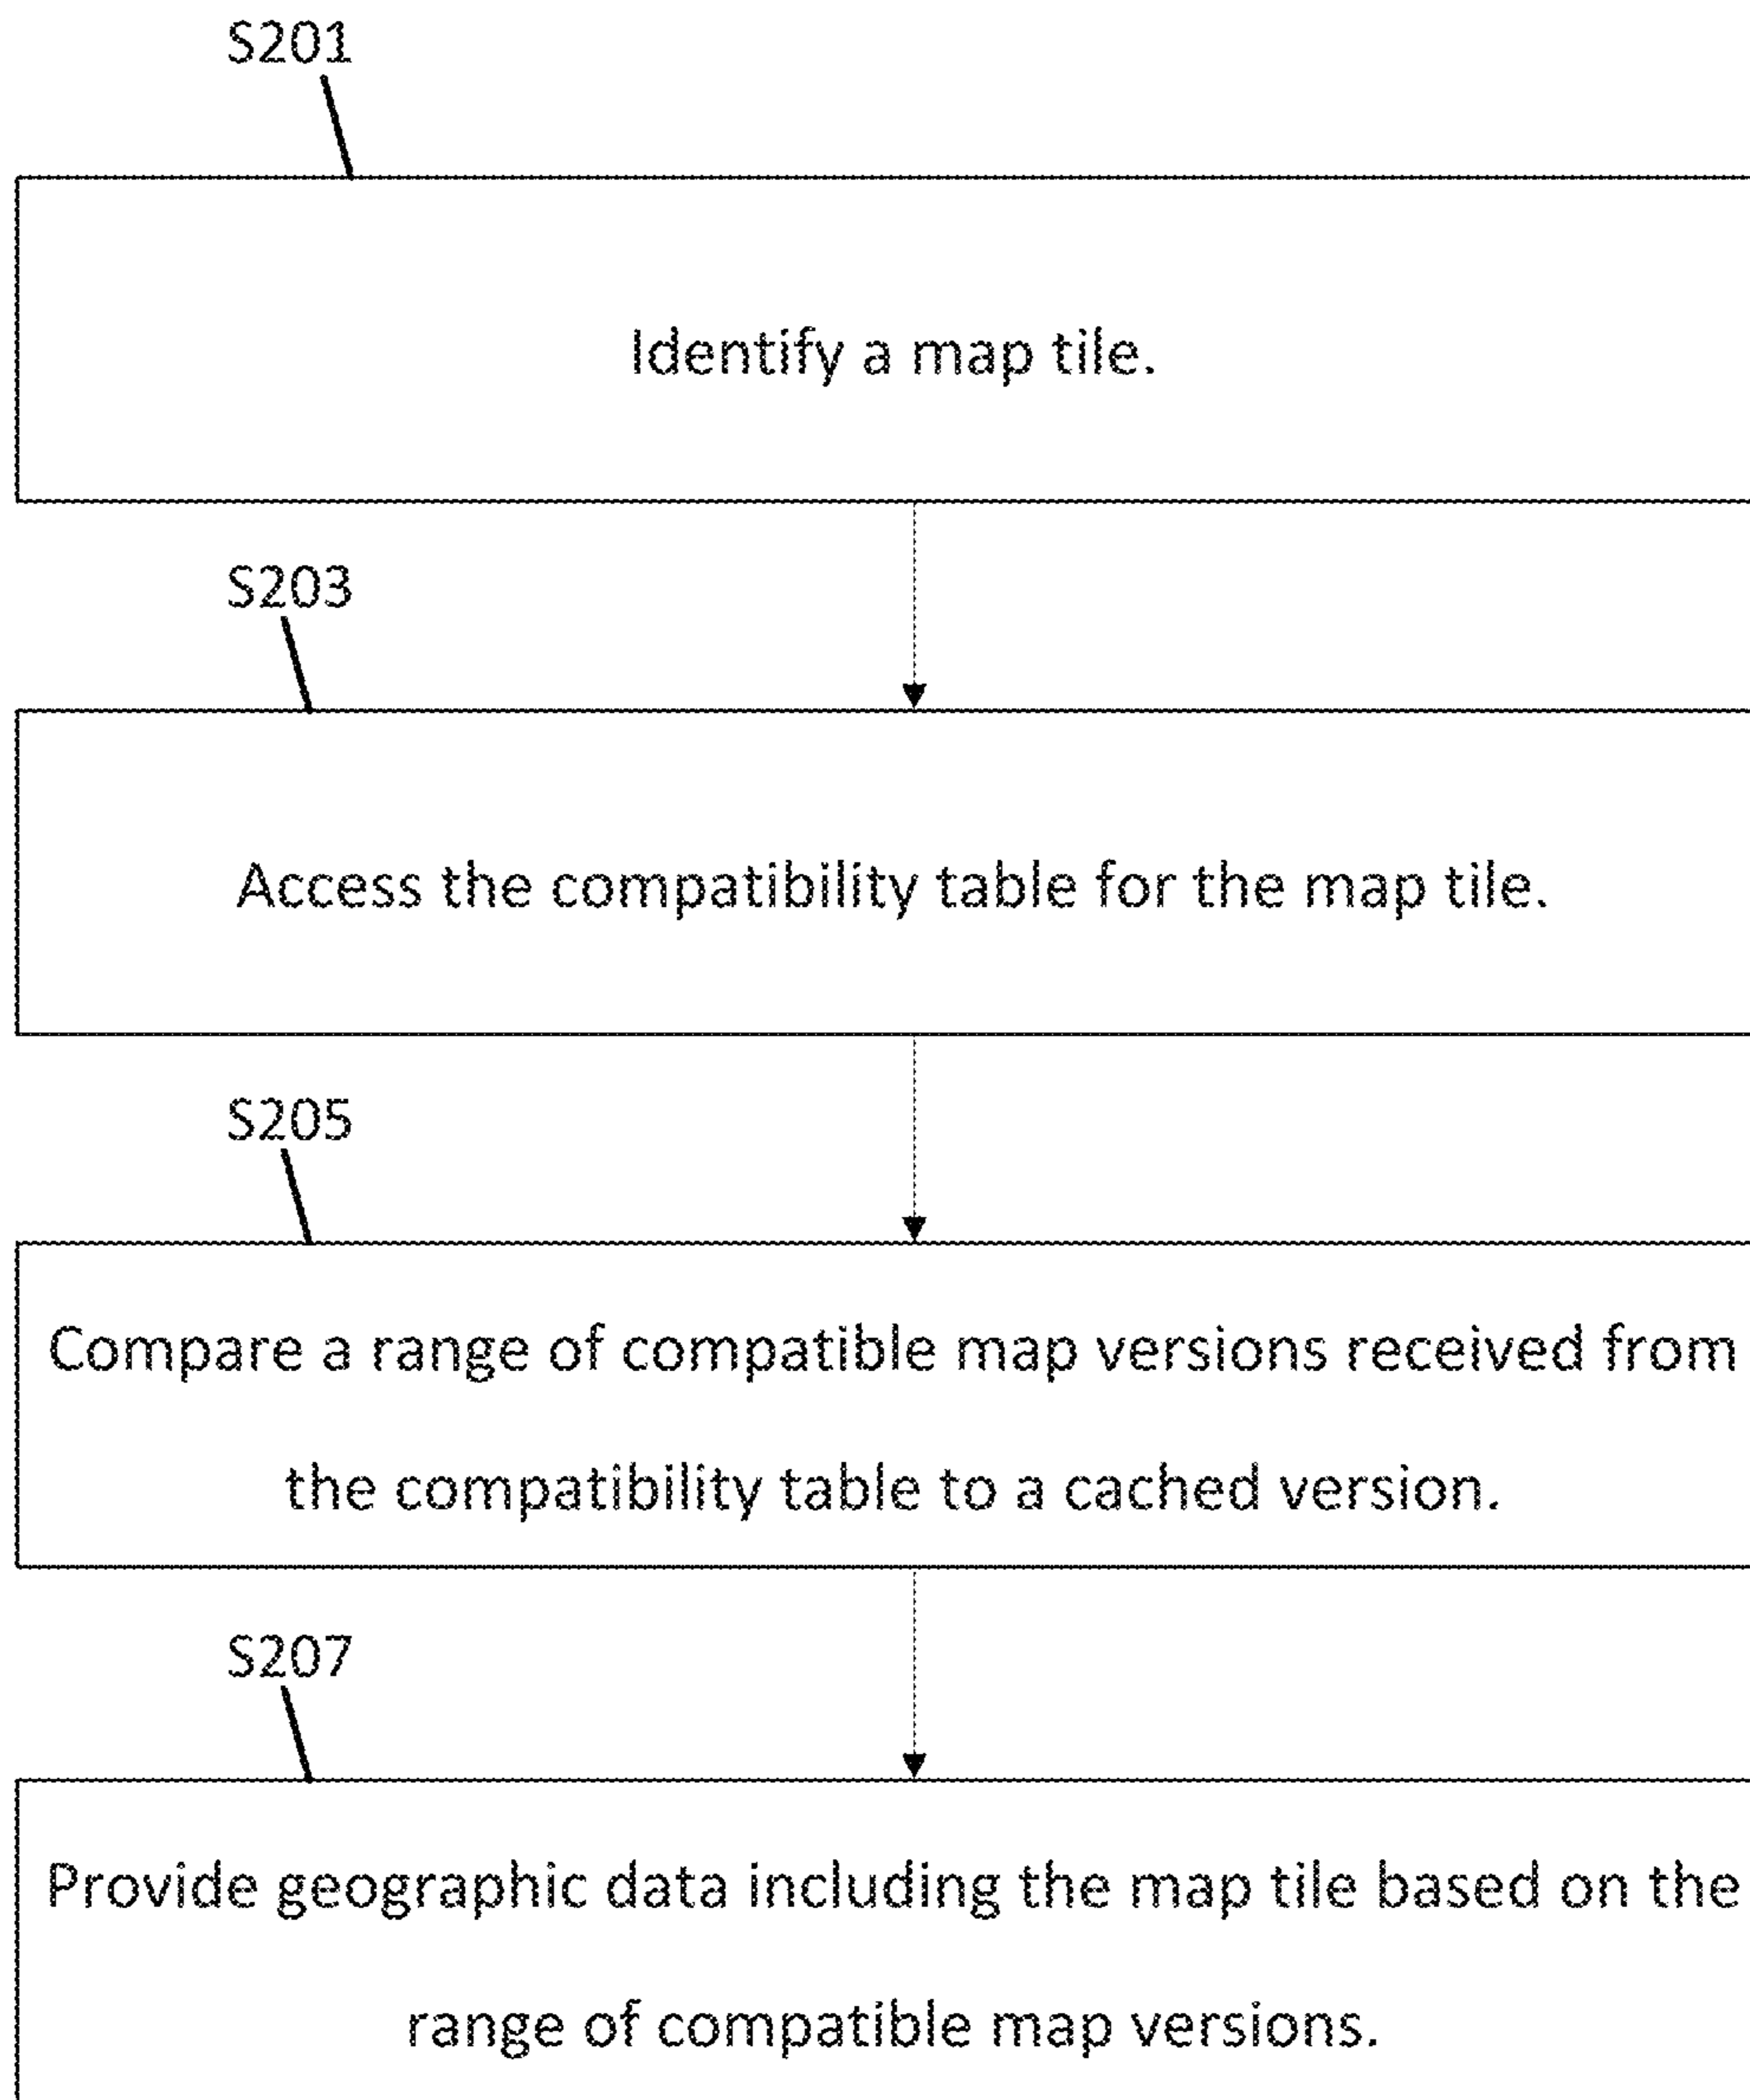 S201
Identify a map tile.
S203
Access the compatibility table for the map tile.
S205
Compare a range of compatible map versions received from
the compatibility table to a cached version.
S207
Provide geographic data including the map tile based on the
range of compatible map versions.